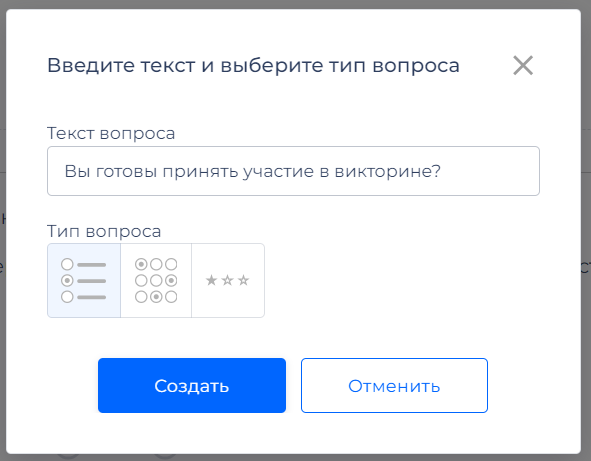 Введите текст и выберите тип вопроса
Текст вопроса
Вы готовы принять участие в викторине?
Тип вопроса
Создать
Отменить